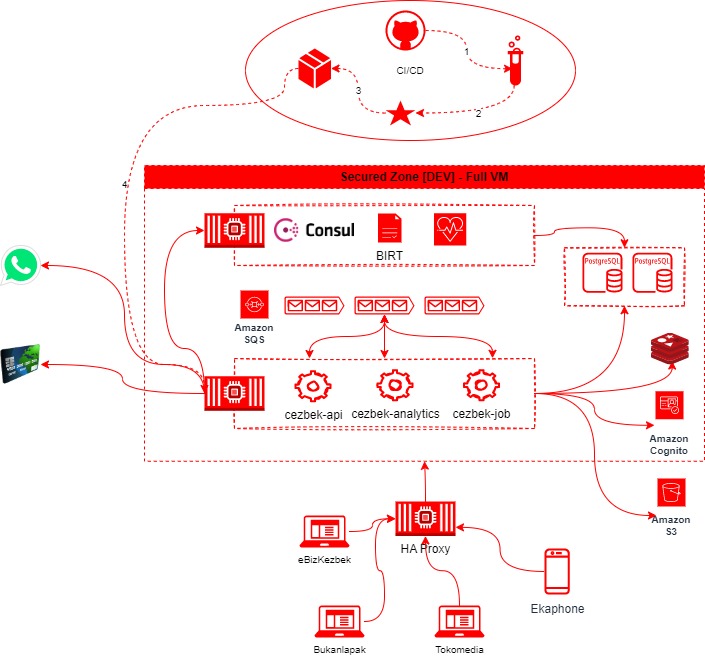 1
CI/CD
3
2
4
Secured Zone [DEV] - Full VM
Consul
BIRT
PostgreSQL
PostgreSQL
Amazon
SQS
cezbek-api
cezbek-analytics
cezbek-job
Amazon
Cognito
Amazon
S3
HA Proxy
eBizKezbek
Ekaphone
Bukanlapak
Tokomedia